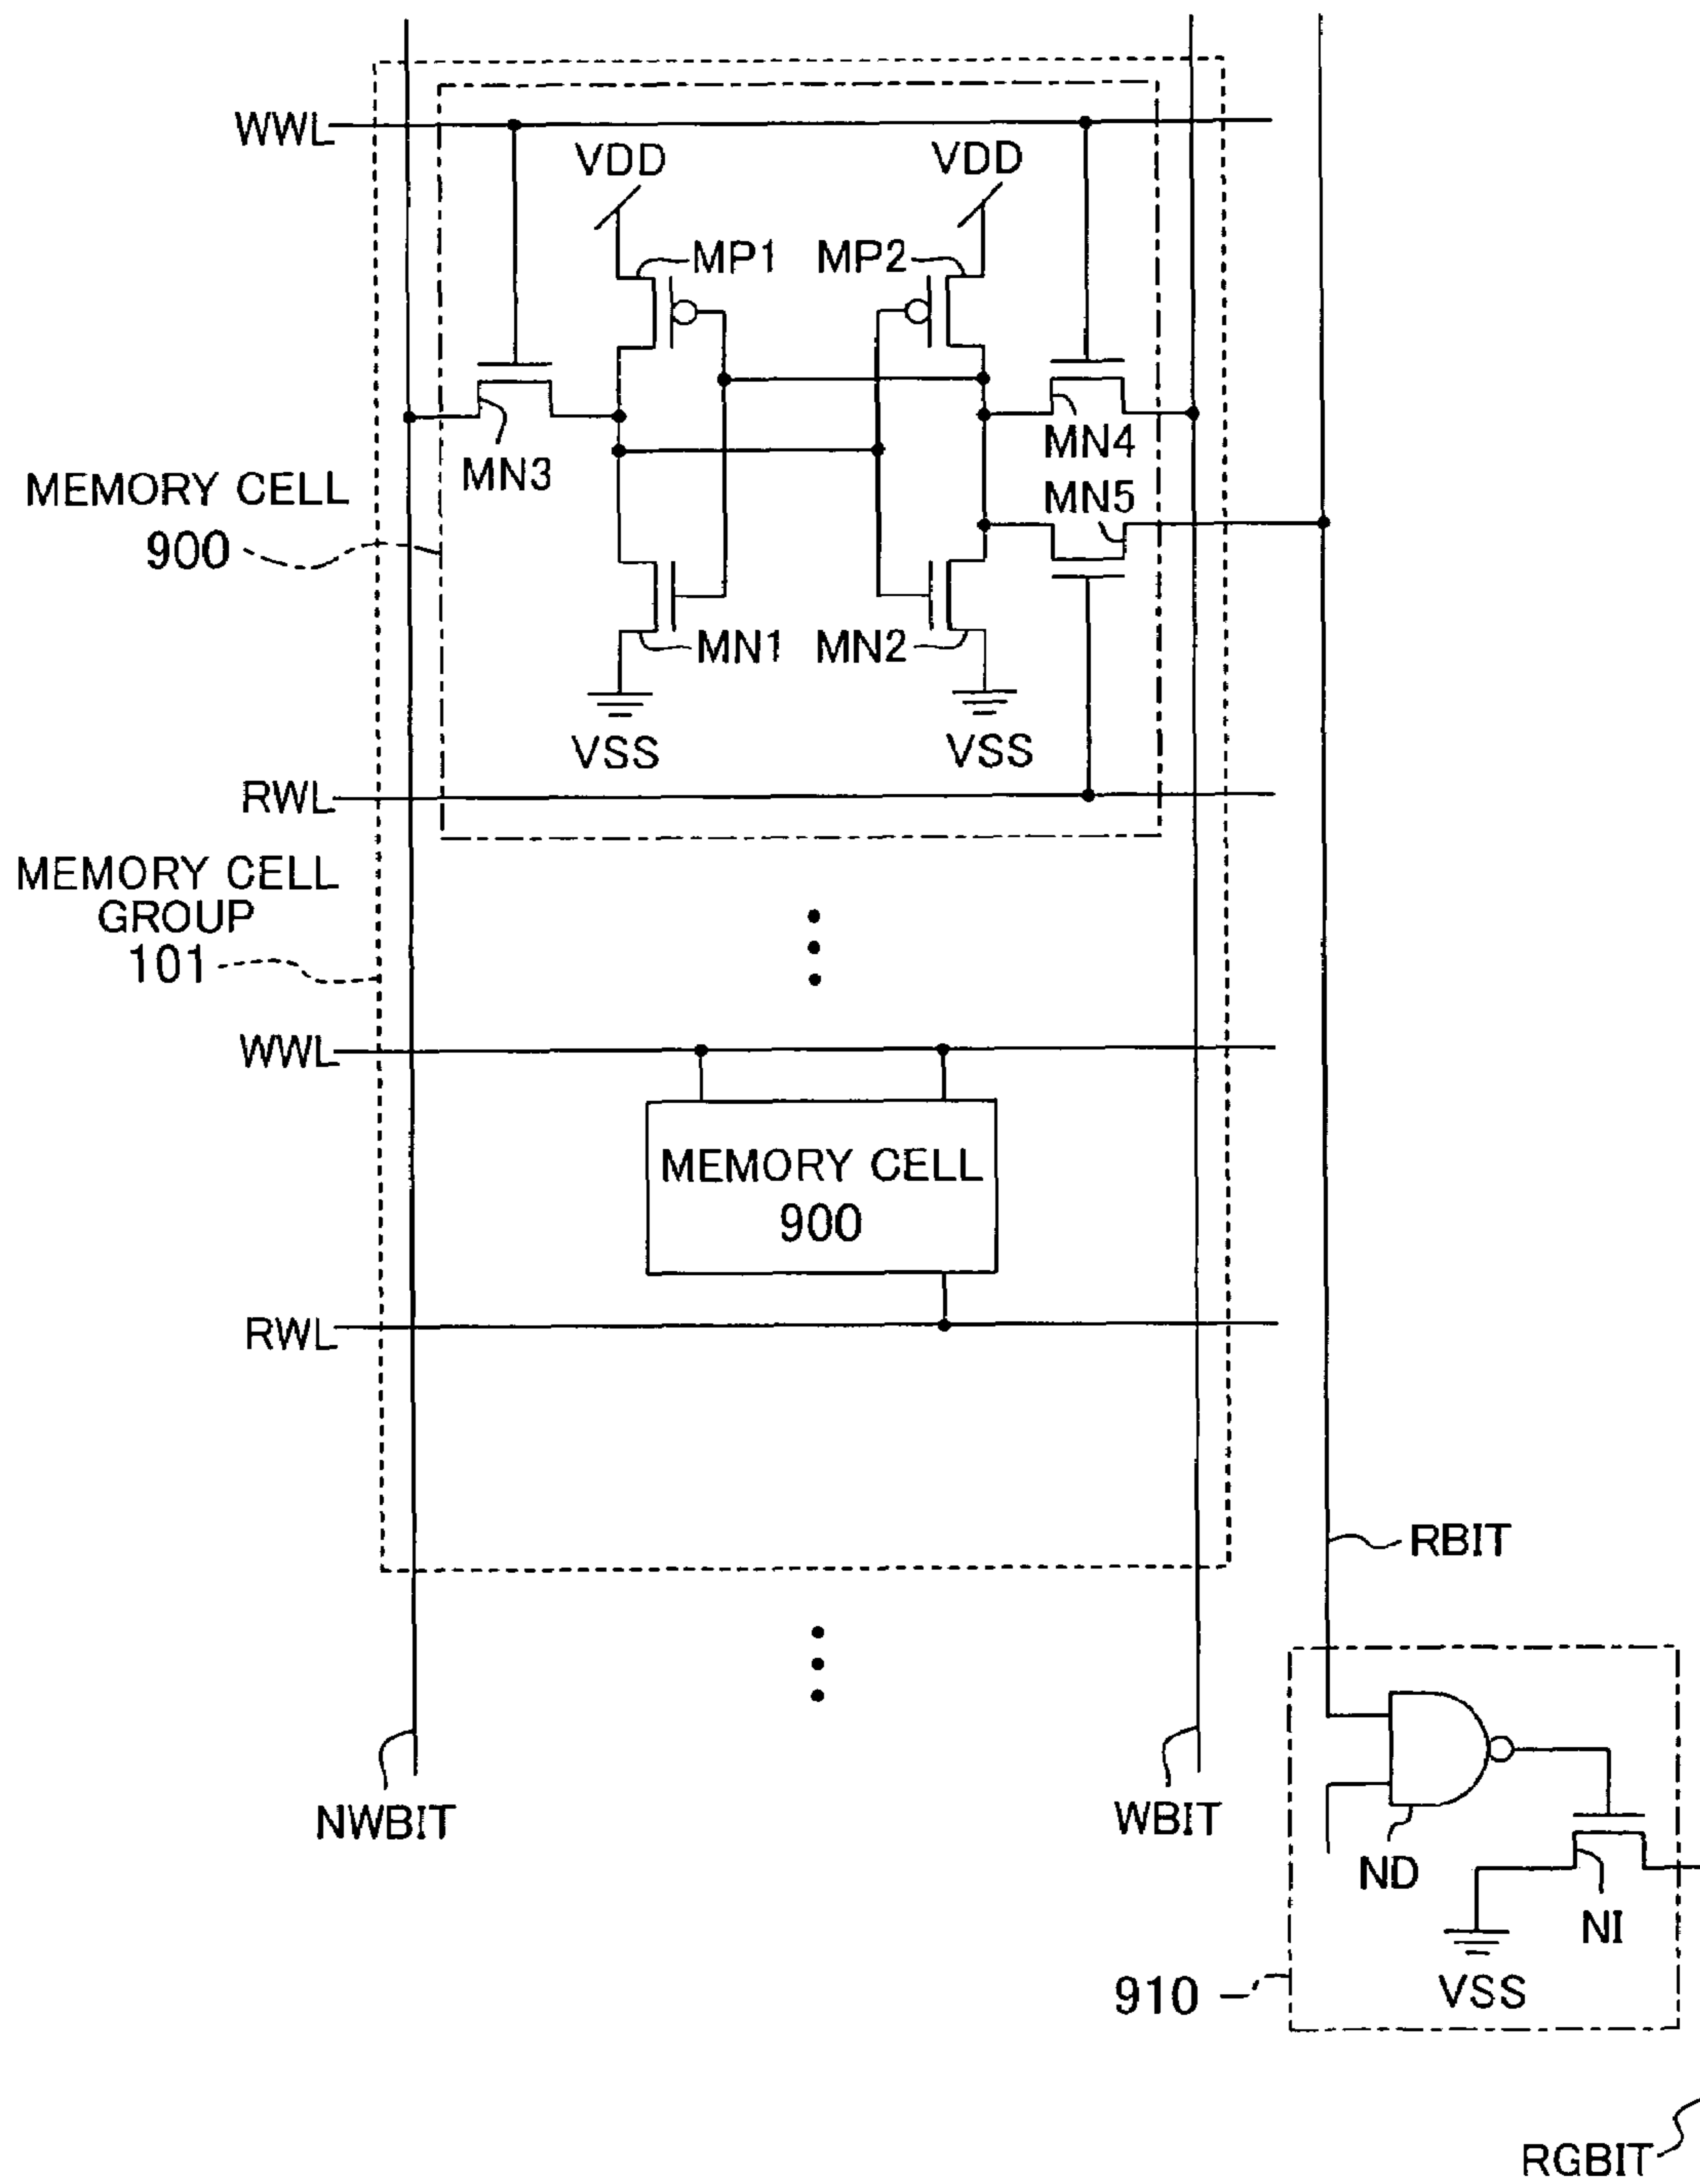 WWL
VDD
VDD
MP1
MP2
MN3
MN4
MEMORY CELL
900
MN5
MN1
MN2
VSS
VSS
RWL
MEMORY CELL
GROUP
101
WWL
MEMORY CELL
900
RWL
RBIT
NWBIT
WBIT
ND
NI
910
VSS
RGBIT